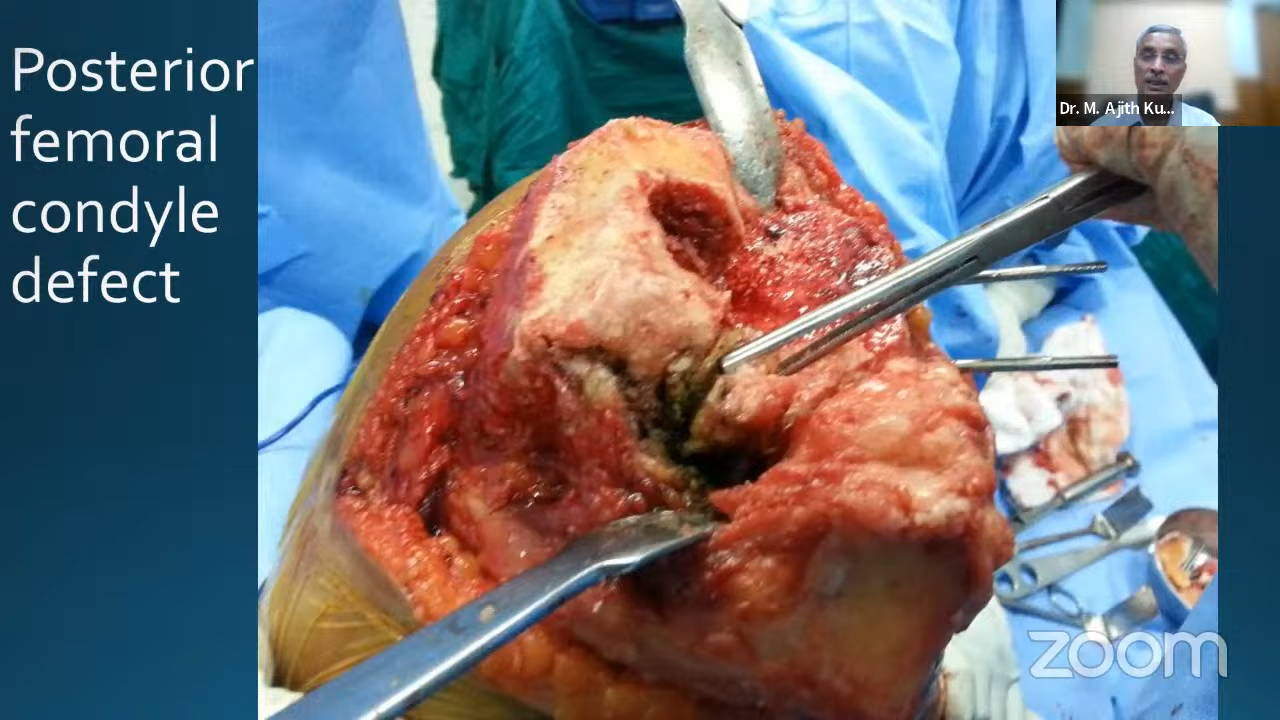 Posterior
femoral
condyle
defect
Dr. M. Ajith Ku...
zoom